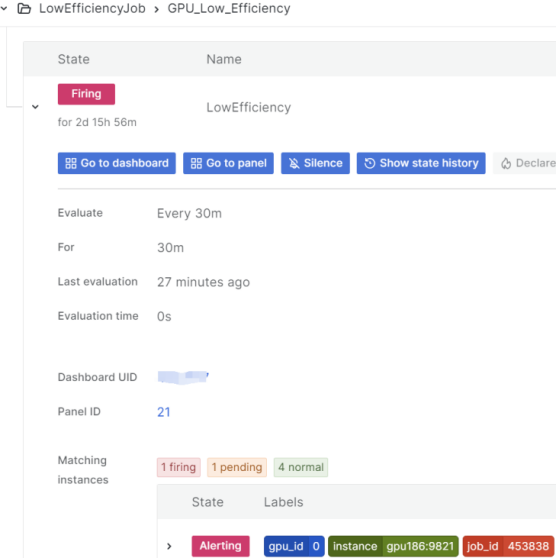 LowEfficiencyJob > GPU_Low_Efficiency
State Name
Firing
for 2d 15h 56m
LowEfficiency
Go to dashboard Go to panel Silence Show state history Declare
Evaluate Every 30m
For 30m
Last evaluation 27 minutes ago
Evaluation time 0s
Dashboard UID
Panel ID 21
Matching
instances
1 firing 1 pending 4 normal
State Labels
Alerting gpu_id 0 instance gpu186:9821 job_id 453838